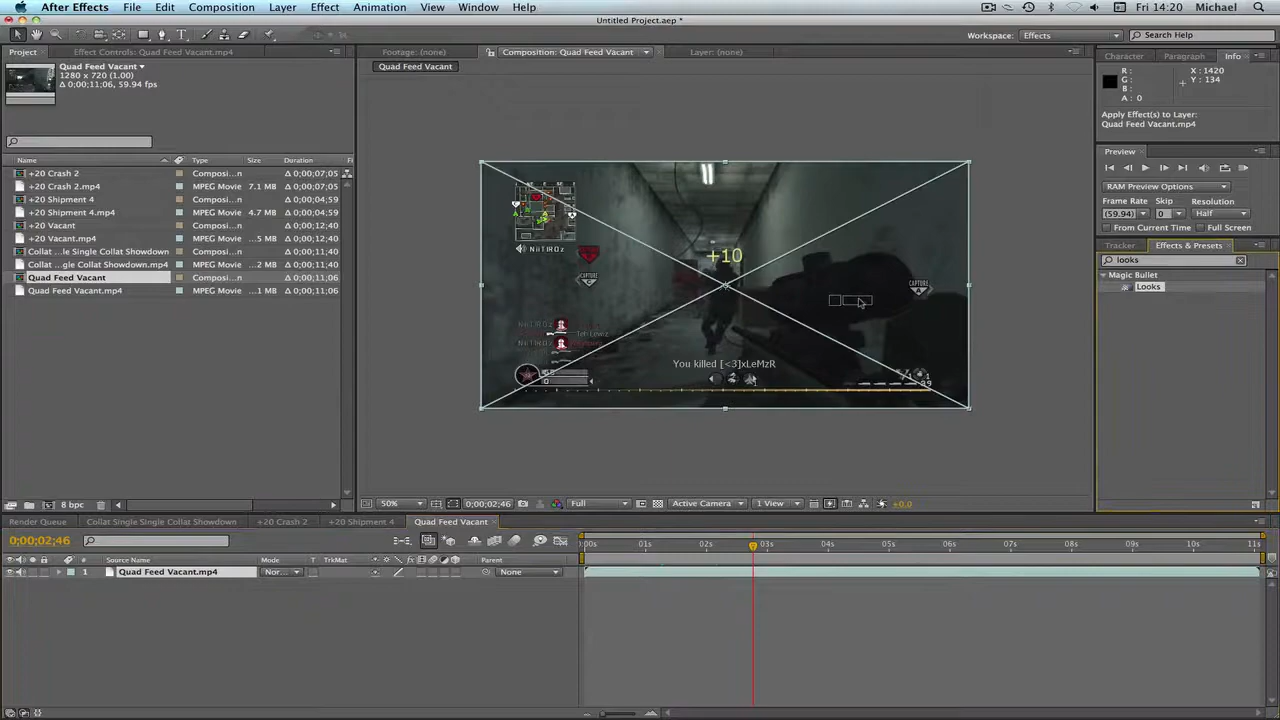 After Effects File Edit Composition Layer Effect Animation View Window Help
Fri 14:20 Michael
Untitled Project.aep *
Workspace: Effects
Search Help
Project
Effect Controls: Quad Feed Vacant.mp4
Footage: (none)
Composition: Quad Feed Vacant
Layer: (none)
Character
Paragraph
Info
Quad Feed Vacant
1280 x 720 (1.00)
Δ 0;00;11;06, 59.94 fps
Quad Feed Vacant
R :
G :
B :
A : 0
X : 1420
Y : 134
Apply Effect(s) to Layer:
Quad Feed Vacant.mp4
Preview
RAM Preview Options
Frame Rate Skip Resolution
(59.94) 0 Half
From Current Time Full Screen
Tracker
Effects & Presets
looks
Magic Bullet
Looks
Name Type Size Duration Fi
+20 Crash 2 Composi...n Δ 0;00;07;05
+20 Crash 2.mp4 MPEG Movie 7.1 MB Δ 0;00;07;05
+20 Shipment 4 Composi...n Δ 0;00;04;59
+20 Shipment 4.mp4 MPEG Movie 4.7 MB Δ 0;00;04;59
+20 Vacant Composi...n Δ 0;00;12;40
+20 Vacant.mp4 MPEG Movie ...5 MB Δ 0;00;12;40
Collat ...le Single Collat Showdown Composi...n Δ 0;00;11;40
Collat ...gie Collat Showdown.mp4 MPEG Movie ...2 MB Δ 0;00;11;40
Quad Feed Vacant Composi...n Δ 0;00;11;06
Quad Feed Vacant.mp4 MPEG Movie ...1 MB Δ 0;00;11;06
+10
CAPTURE
CAPTURE
You killed [<3]xLeMzR
8 bpc
50%
0;00;02;46
Full
Active Camera
1 View
+0.0
Render Queue
Collat Single Single Collat Showdown
+20 Crash 2
+20 Shipment 4
Quad Feed Vacant
0;00;02;46
:00s 01s 02s 03s 04s 05s 06s 07s 08s 09s 10s 11s
# Source Name Mode T TrkMat Parent
1 Quad Feed Vacant.mp4 Nor... None